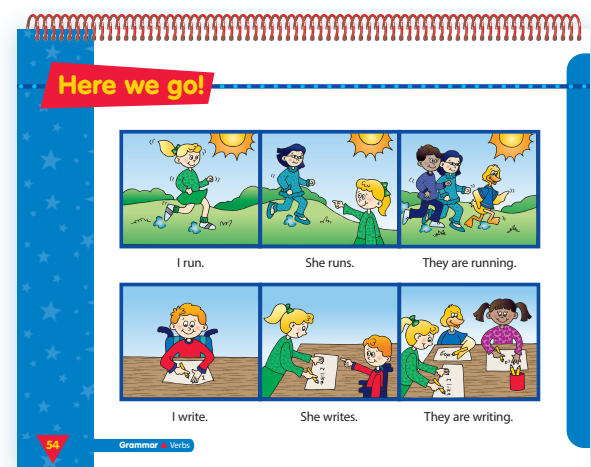 Here we go!
I run.
She runs.
They are running.
I write.
She writes.
They are writing.
54
Grammar
Verbs